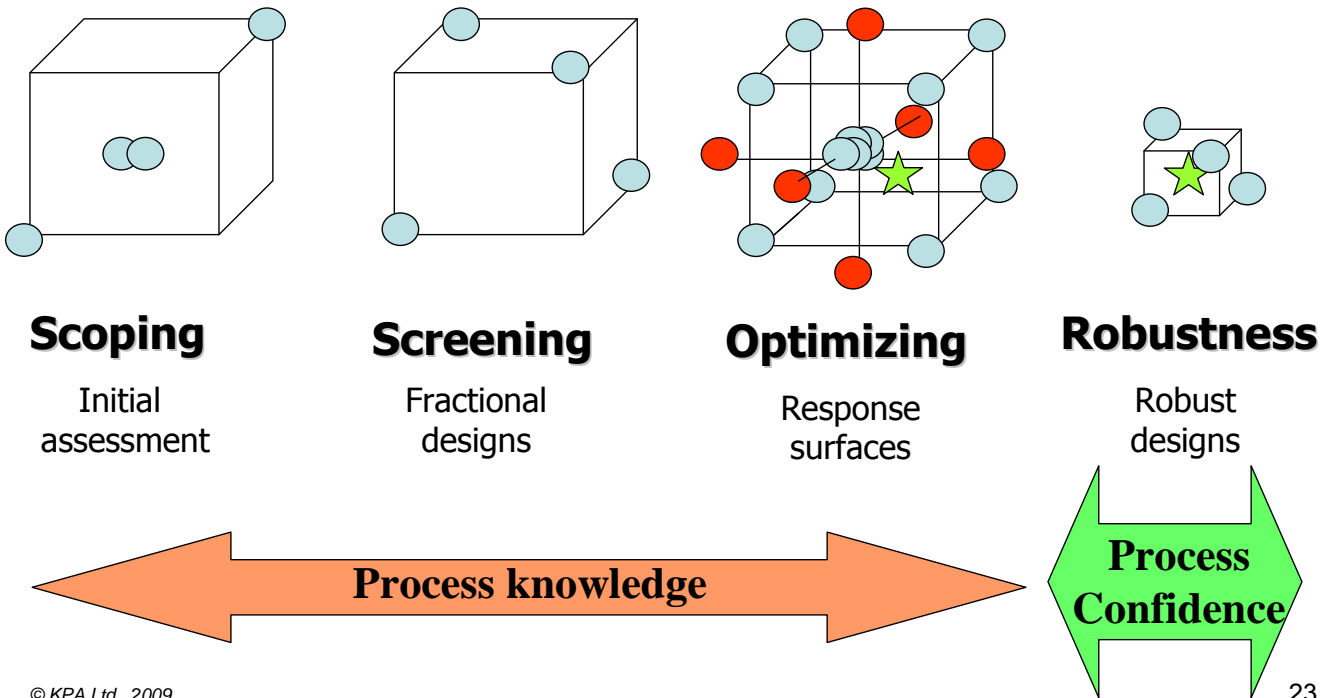 Scoping
Initial
assessment
Screening
Fractional
designs
Optimizing
Response
surfaces
Robustness
Robust
designs
Process knowledge
Process
Confidence
© KPA Ltd., 2009
23